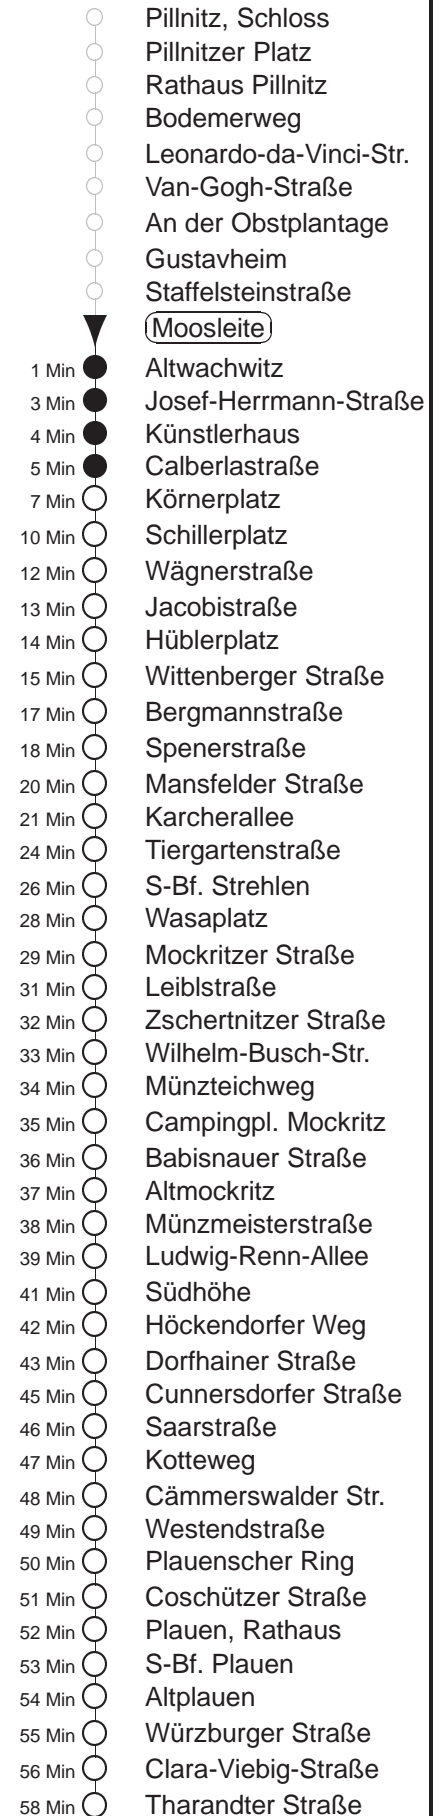 Pillnitz, Schloss
Pillnitzer Platz
Rathaus Pillnitz
Bodemerweg
Leonardo-da-Vinci-Str.
Van-Gogh-Straße
An der Obstplantage
Gustavheim
Staffelsteinstraße
Moosleite
1 Min Altwachwitz
3 Min Josef-Herrmann-Straße
4 Min Künstlerhaus
5 Min Calberlastraße
7 Min Körnerplatz
10 Min Schillerplatz
12 Min Wägnerstraße
13 Min Jacobistraße
14 Min Hüblerplatz
15 Min Wittenberger Straße
17 Min Bergmannstraße
18 Min Spenerstraße
20 Min Mansfelder Straße
21 Min Karcherallee
24 Min Tiergartenstraße
26 Min S-Bf. Strehlen
28 Min Wasaplatz
29 Min Mockritzer Straße
31 Min Leiblstraße
32 Min Zschertnitzer Straße
33 Min Wilhelm-Busch-Str.
34 Min Münzteichweg
35 Min Campingpl. Mockritz
36 Min Babisnauer Straße
37 Min Altmockritz
38 Min Münzmeisterstraße
39 Min Ludwig-Renn-Allee
41 Min Südhöhe
42 Min Höckendorfer Weg
43 Min Dorfhainer Straße
45 Min Cunnersdorfer Straße
46 Min Saarstraße
47 Min Kotteweg
48 Min Cämmerswalder Str.
49 Min Westendstraße
50 Min Plauenscher Ring
51 Min Coschützer Straße
52 Min Plauen, Rathaus
53 Min S-Bf. Plauen
54 Min Altplauen
55 Min Würzburger Straße
56 Min Clara-Viebig-Straße
58 Min Tharandter Straße